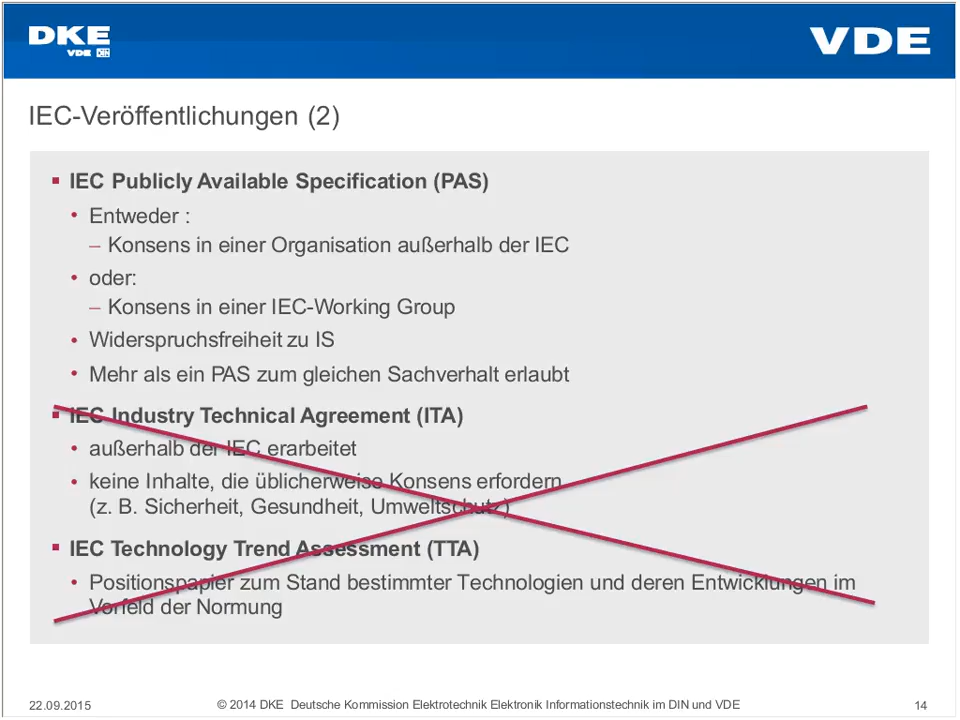 DKE
VDE DIN
VDE
IEC-Veröffentlichungen (2)
IEC Publicly Available Specification (PAS)
Entweder :
– Konsens in einer Organisation außerhalb der IEC
oder:
– Konsens in einer IEC-Working Group
Widerspruchsfreiheit zu IS
Mehr als ein PAS zum gleichen Sachverhalt erlaubt
IEC Industry Technical Agreement (ITA)
außerhalb der IEC erarbeitet
keine Inhalte, die üblicherweise Konsens erfordern
(z. B. Sicherheit, Gesundheit, Umweltschutz)
IEC Technology Trend Assessment (TTA)
Positionspapier zum Stand bestimmter Technologien und deren Entwicklungen im
Vorfeld der Normung
22.09.2015
© 2014 DKE Deutsche Kommission Elektrotechnik Elektronik Informationstechnik im DIN und VDE
14